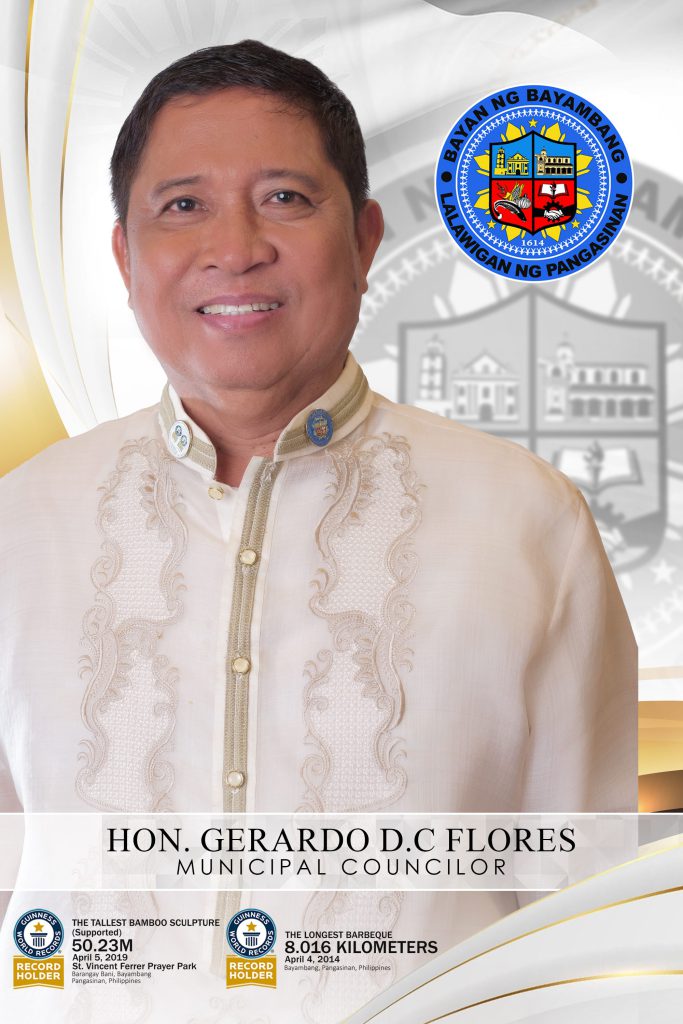 BAYAN NG BAYAMBANG
LALAWIGAN NG PANGASINAN
1614
HON. GERARDO D.C FLORES
MUNICIPAL COUNCILOR
GUINNESS
WORLD RECORDS
RECORD
HOLDER
THE TALLEST BAMBOO SCULPTURE
(Supported)
50.23M
April 5, 2019
St. Vincent Ferrer Prayer Park
Barangay Bani, Bayambang
Pangasinan, Philippines
GUINNESS
WORLD RECORDS
RECORD
HOLDER
THE LONGEST BARBEQUE
8.016 KILOMETERS
April 4, 2014
Bayambang, Pangasinan, Philippines